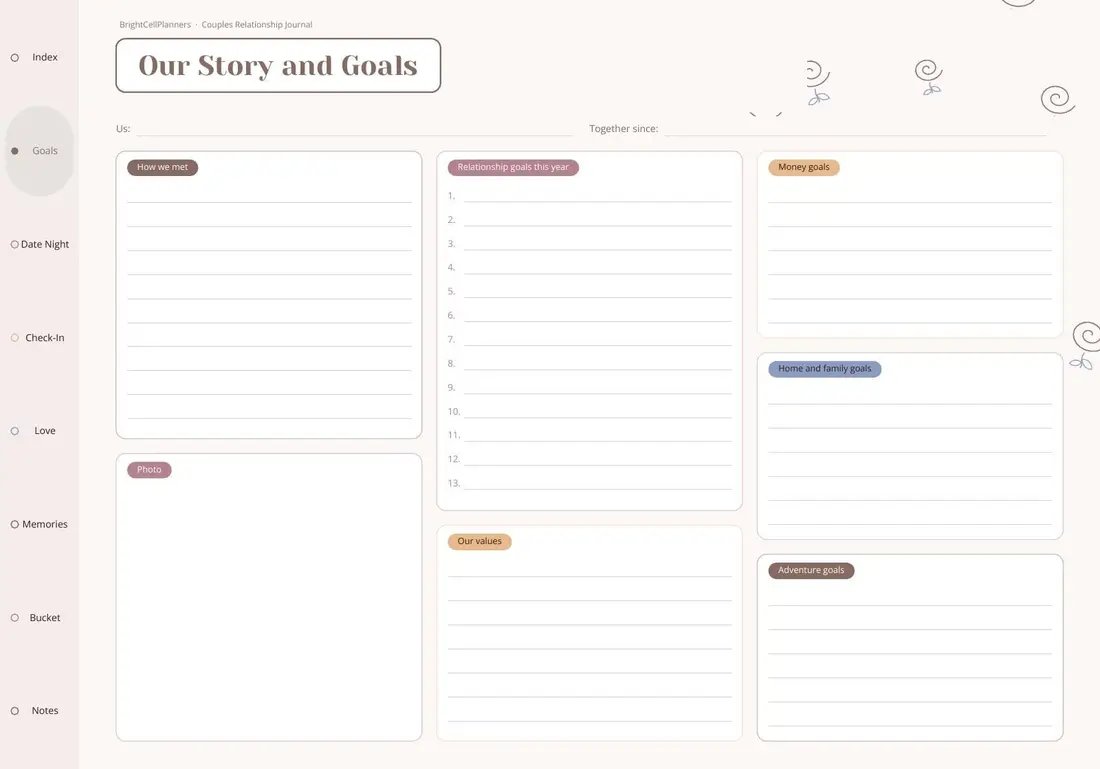 BrightCellPlanners · Couples Relationship Journal
Our Story and Goals
Index
Goals
Date Night
Check-In
Love
Memories
Bucket
Notes
Us:
Together since:
How we met
Photo
Relationship goals this year
1.
2.
3.
4.
5.
6.
7.
8.
9.
10.
11.
12.
13.
Our values
Money goals
Home and family goals
Adventure goals